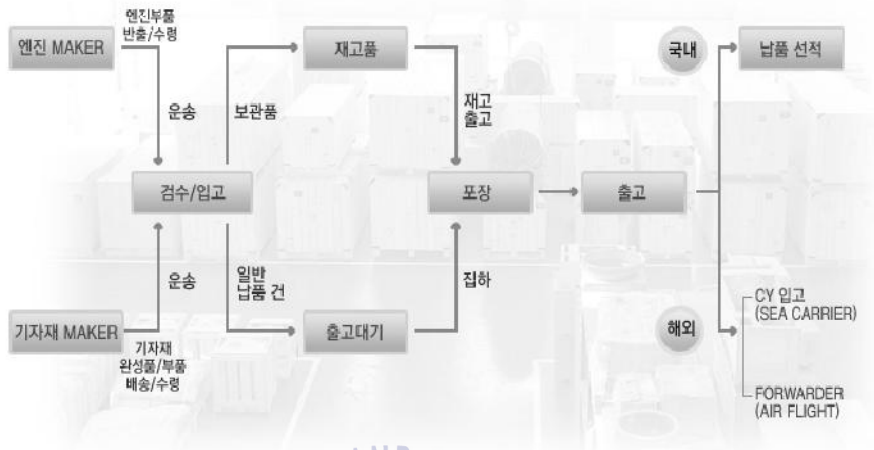 엔진 MAKER
엔진부품
반출/수령
운송
보관품
재고품
재고
출고
국내
납품 선적
검수/입고
포장
출고
운송
일반
납품 건
집하
기자재 MAKER
기자재
완성품/부품
배송/수령
출고대기
해외
CY 입고
(SEA CARRIER)
FORWARDER
(AIR FLIGHT)